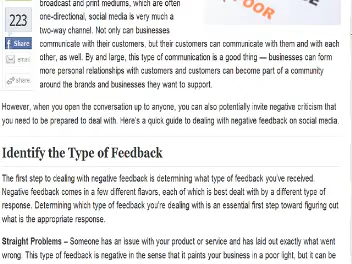 broadcast and print mediums, which are often
one-directional, social media is very much a
two-way channel. Not only can businesses
communicate with their customers, but their customers can communicate with them and with each
other, as well. By and large, this type of communication is a good thing — businesses can form
more personal relationships with customers and customers can become part of a community
around the brands and businesses they want to support.
POOR
223
Share
email
share
However, when you open the conversation up to anyone, you can also potentially invite negative criticism that
you need to be prepared to deal with. Here's a quick guide to dealing with negative feedback on social media.
Identify the Type of Feedback
The first step to dealing with negative feedback is determining what type of feedback you've received.
Negative feedback comes in a few different flavors, each of which is best dealt with by a different type of
response. Determining which type of feedback you're dealing with is an essential first step toward figuring out
what is the appropriate response.
Straight Problems – Someone has an issue with your product or service and has laid out exactly what went
wrong. This type of feedback is negative in the sense that it paints your business in a poor light, but it can be